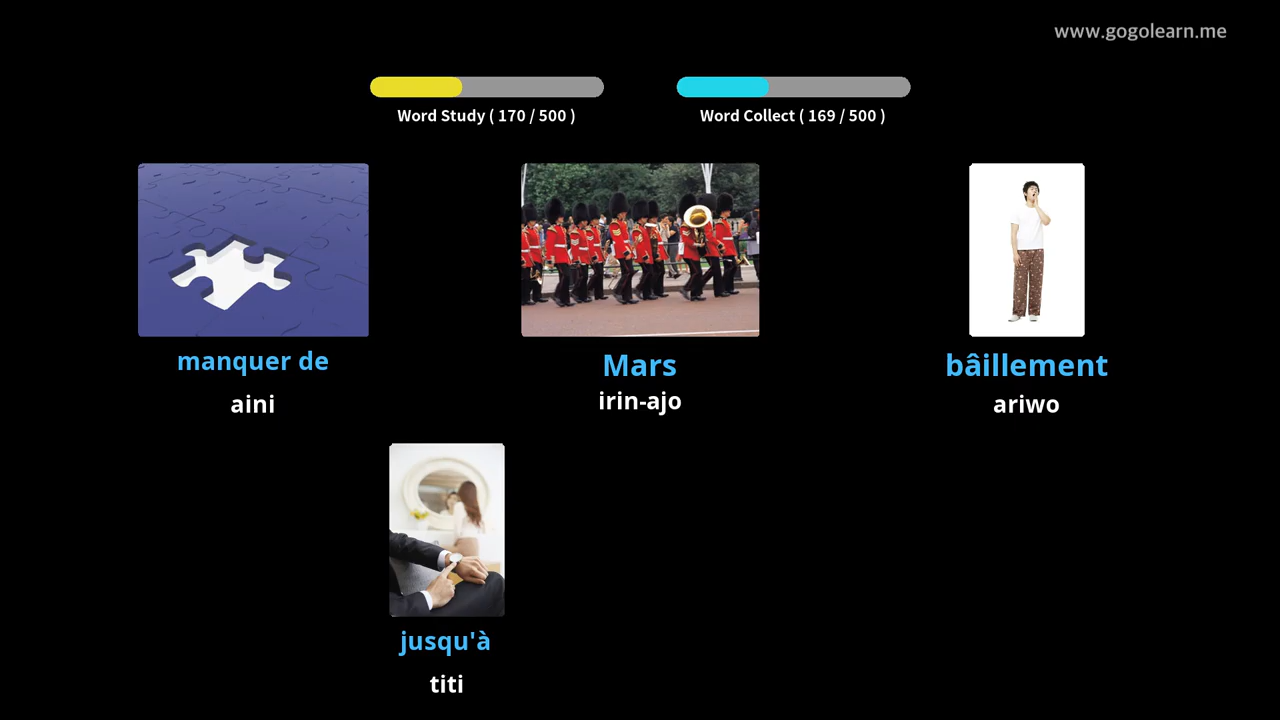 www.gogolearn.me
Word Study ( 170 / 500 )
Word Collect ( 169 / 500 )
manquer de
aini
Mars
irin-ajo
bâillement
ariwo
jusqu'à
titi